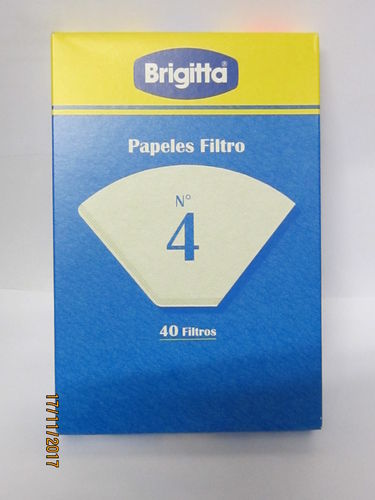 Brigitta®
Papeles Filtro
N°
4
40 Filtros
17/11/2017